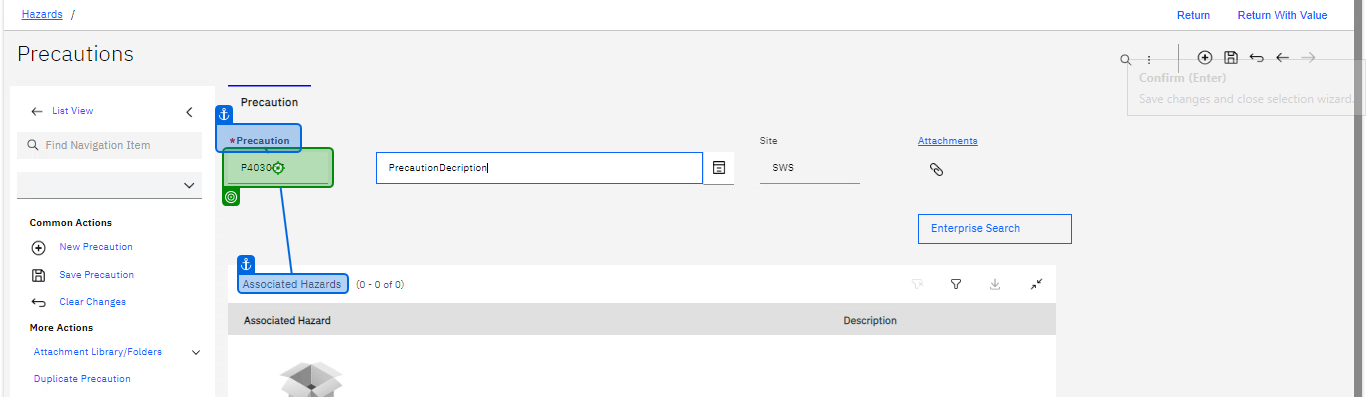 Hazards /
Return Return With Value
Precautions
Confirm (Enter)
Save changes and close selection wizard.
List View
Find Navigation Item
Common Actions
New Precaution
Save Precaution
Clear Changes
More Actions
Attachment Library/Folders
Duplicate Precaution
Precaution
*Precaution
P4030
PrecautionDecription
Site
SWS
Attachments
Enterprise Search
Associated Hazards (0 - 0 of 0)
Associated Hazard Description